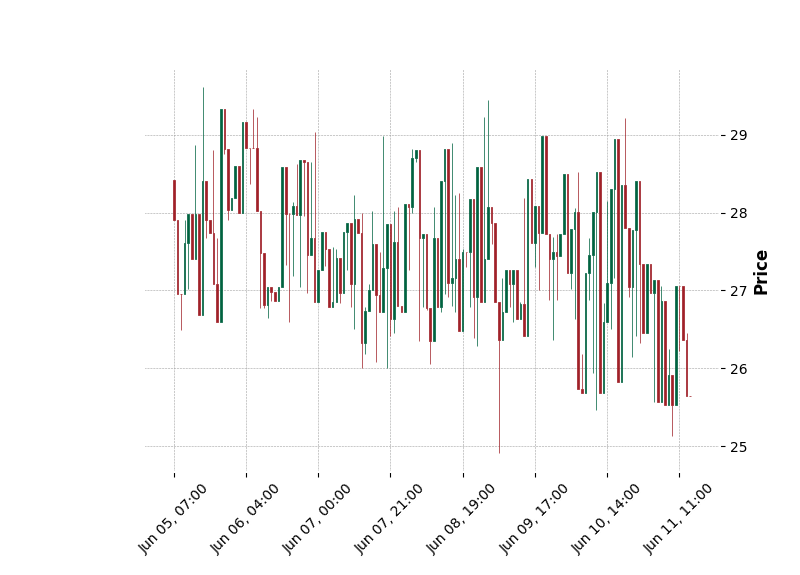 29
28
27
26
25
Price
Jun 05, 07:00
Jun 06, 04:00
Jun 07, 00:00
Jun 07, 21:00
Jun 08, 19:00
Jun 09, 17:00
Jun 10, 14:00
Jun 11, 11:00